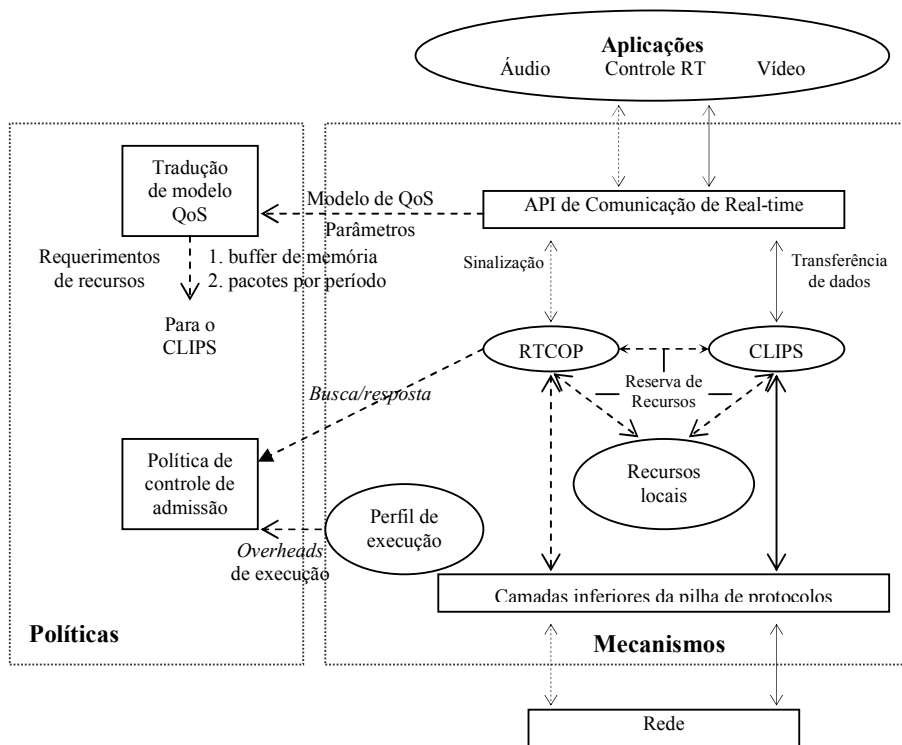 Aplicações
Áudio Controle RT Vídeo
Tradução
de modelo
QoS
Modelo de QoS
Parâmetros
API de Comunicação de Real-time
Requerimentos
de recursos
1. buffer de memória
2. pacotes por período
Sinalização
Transferência
de dados
Para o
CLIPS
RTCOP
CLIPS
Reserva de
Recursos
Busca/resposta
Política de
controle de
admissão
Recursos
locais
Perfil de
execução
Overheads
de execução
Camadas inferiores da pilha de protocolos
Políticas
Mecanismos
Rede